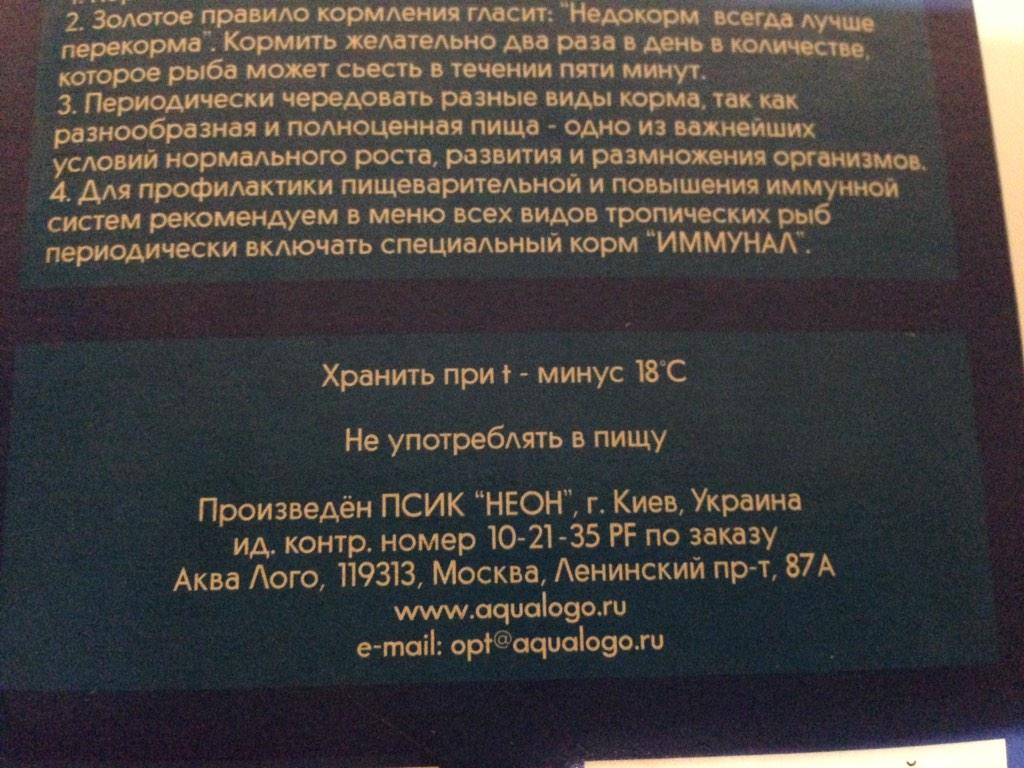 2. Золотое правило кормления гласит: "Недокорм всегда лучше
перекорма". Кормить желательно два раза в день в количестве,
которое рыба может сьесть в течении пяти минут.
3. Периодически чередовать разные виды корма, так как
разнообразная и полноценная пища - одно из важнейших
условий нормального роста, развития и размножения организмов.
4. Для профилактики пищеварительной и повышения иммунной
систем рекомендуем в меню всех видов тропических рыб
периодически включать специальный корм "ИММУНАЛ".
Хранить при t - минус 18°C
Не употреблять в пищу
Произведён ПСИК "НЕОН", г. Киев, Украина
ид. контр. номер 10-21-35 PF по заказу
Аква Лого, 119313, Москва, Ленинский пр-т, 87А
www.aqualogo.ru
e-mail: opt@aqualogo.ru